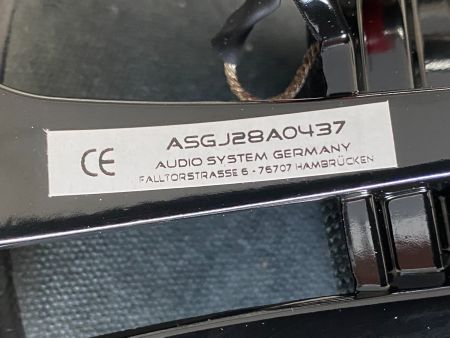 CE
ASGJ28A0437
AUDIO SYSTEM GERMANY
FALLTORSTRASSE 6 - 76707 HAMBRÜCKEN